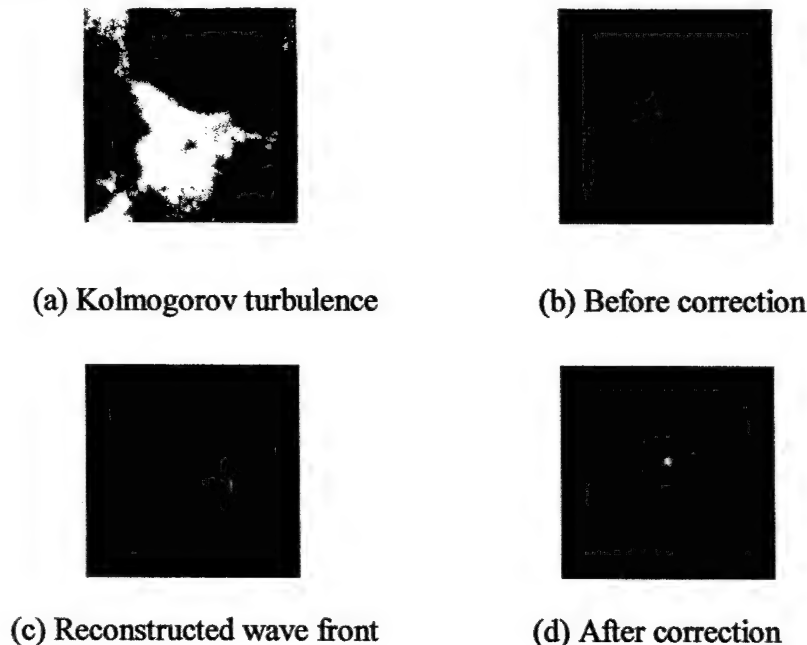 (a) Kolmogorov turbulence
(b) Before correction
(c) Reconstructed wave front
(d) After correction